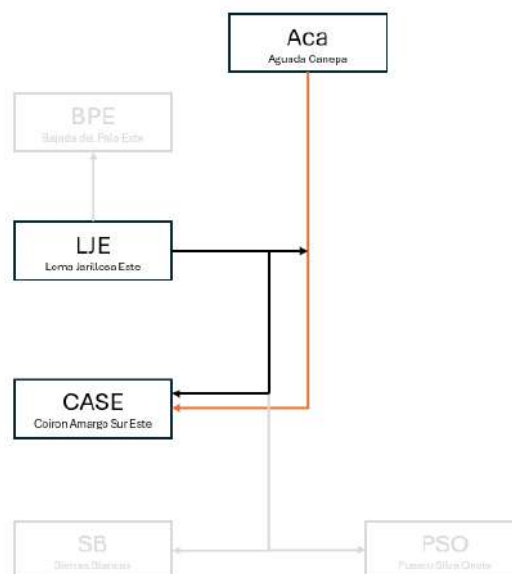 Aca
Aguada Canepa
BPE
Bajada del Palo Este
LJE
Loma Jarillosa Este
CASE
Coiron Amargo Sur Este
SB
PSO